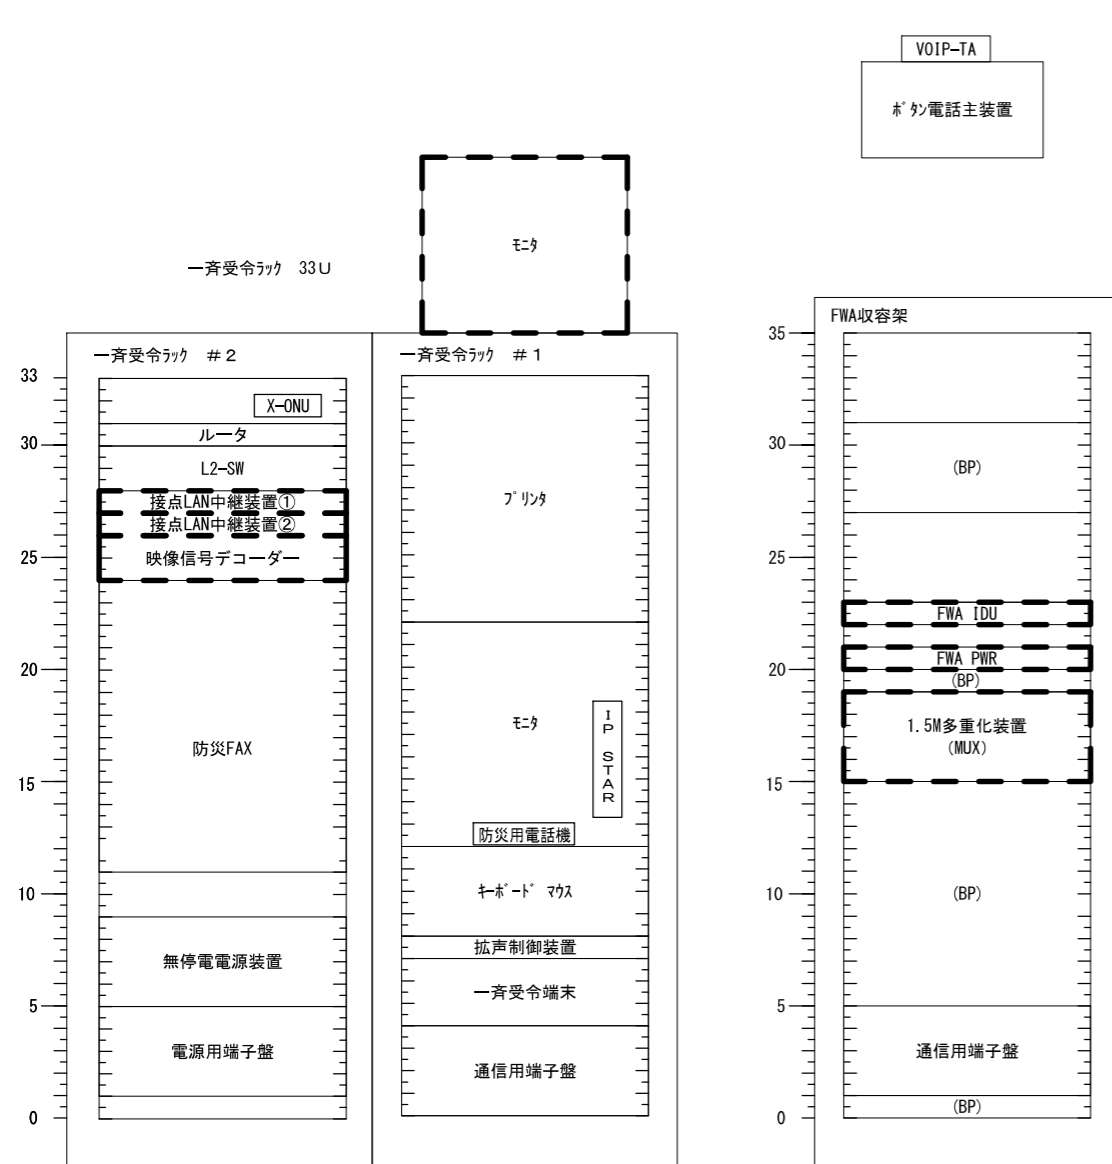 VOIP-TA
ﾎﾞﾀﾝ電話主装置
ﾓﾆﾀ
一斉受令ﾗｯｸ 33U
一斉受令ﾗｯｸ #2
33
30
25
20
15
10
5
0
X-ONU
ルータ
L2-SW
接点LAN中継装置①
接点LAN中継装置②
映像信号デコーダー
防災FAX
無停電電源装置
電源用端子盤
一斉受令ﾗｯｸ #1
ﾌﾟﾘﾝﾀ
ﾓﾆﾀ
IP STAR
防災用電話機
ｷｰﾎﾞｰﾄﾞ ﾏｳｽ
拡声制御装置
一斉受令端末
通信用端子盤
FWA収容架
35
30
25
20
15
10
5
0
(BP)
FWA IDU
FWA PWR
(BP)
1.5M多重化装置
(MUX)
(BP)
通信用端子盤
(BP)